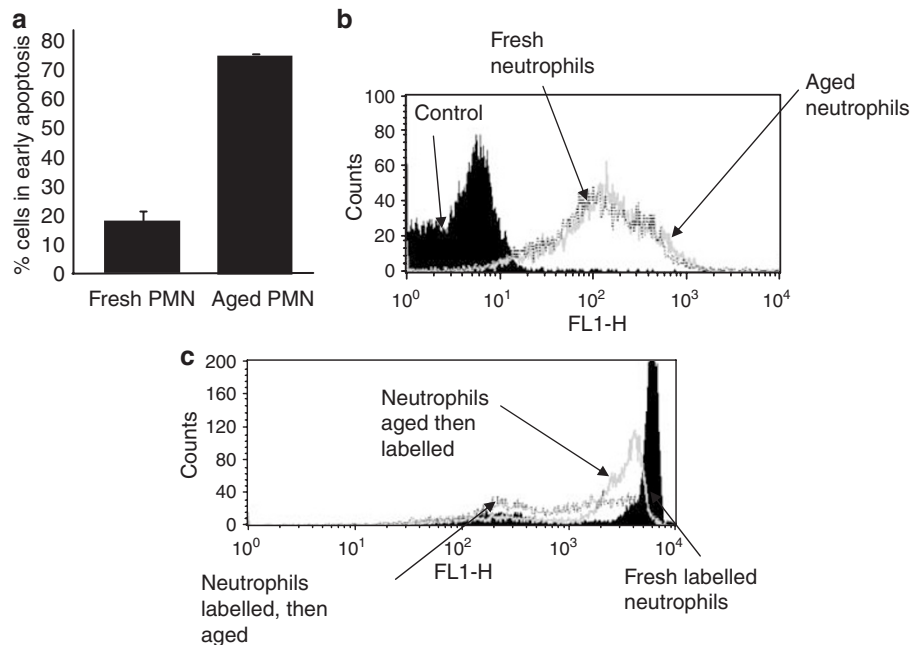 a
% cells in early apoptosis
80
70
60
50
40
30
20
10
0
Fresh PMN Aged PMN
b
Fresh
neutrophils
Aged
neutrophils
Control
Counts
100
80
60
40
20
0
10⁰ 10¹ 10² 10³ 10⁴
FL1-H
c
Counts
200
160
120
80
40
0
Neutrophils
aged then
labelled
10⁰ 10¹ 10² 10³ 10⁴
FL1-H
Neutrophils
labelled, then
aged
Fresh labelled
neutrophils